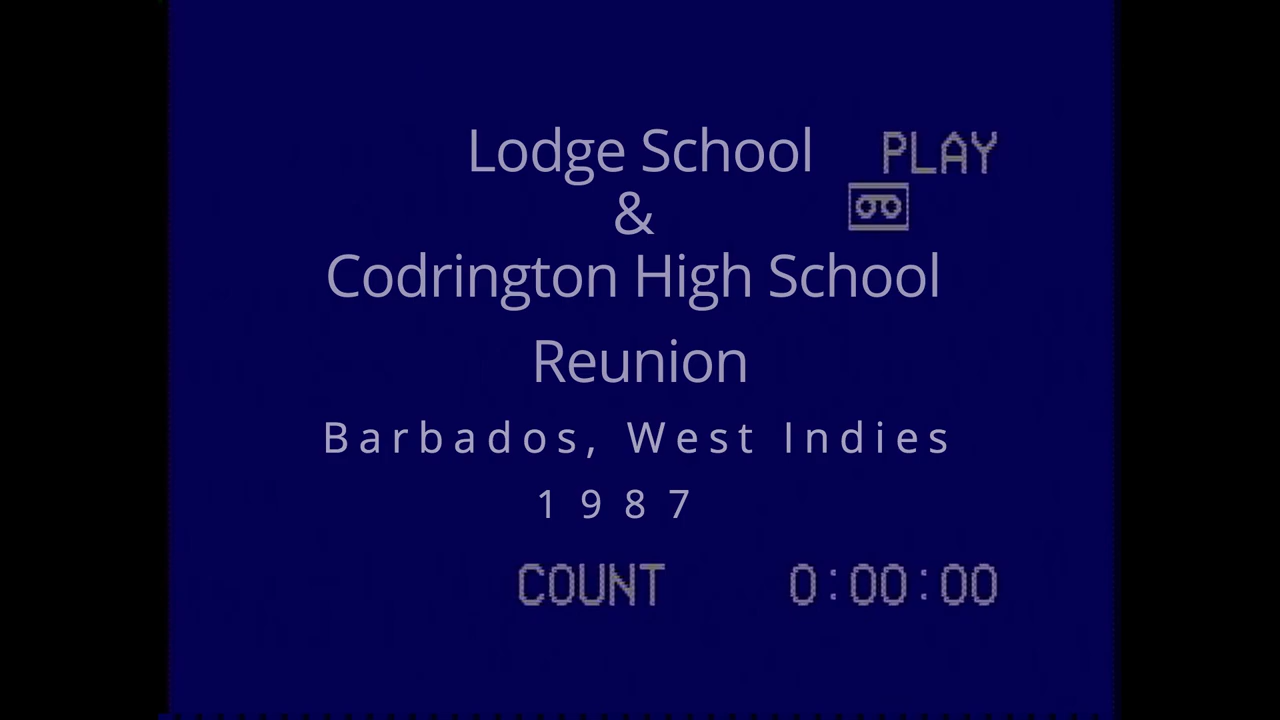 Lodge School
PLAY
&
Codrington High School
Reunion
Barbados, West Indies
1987
COUNT 0:00:00